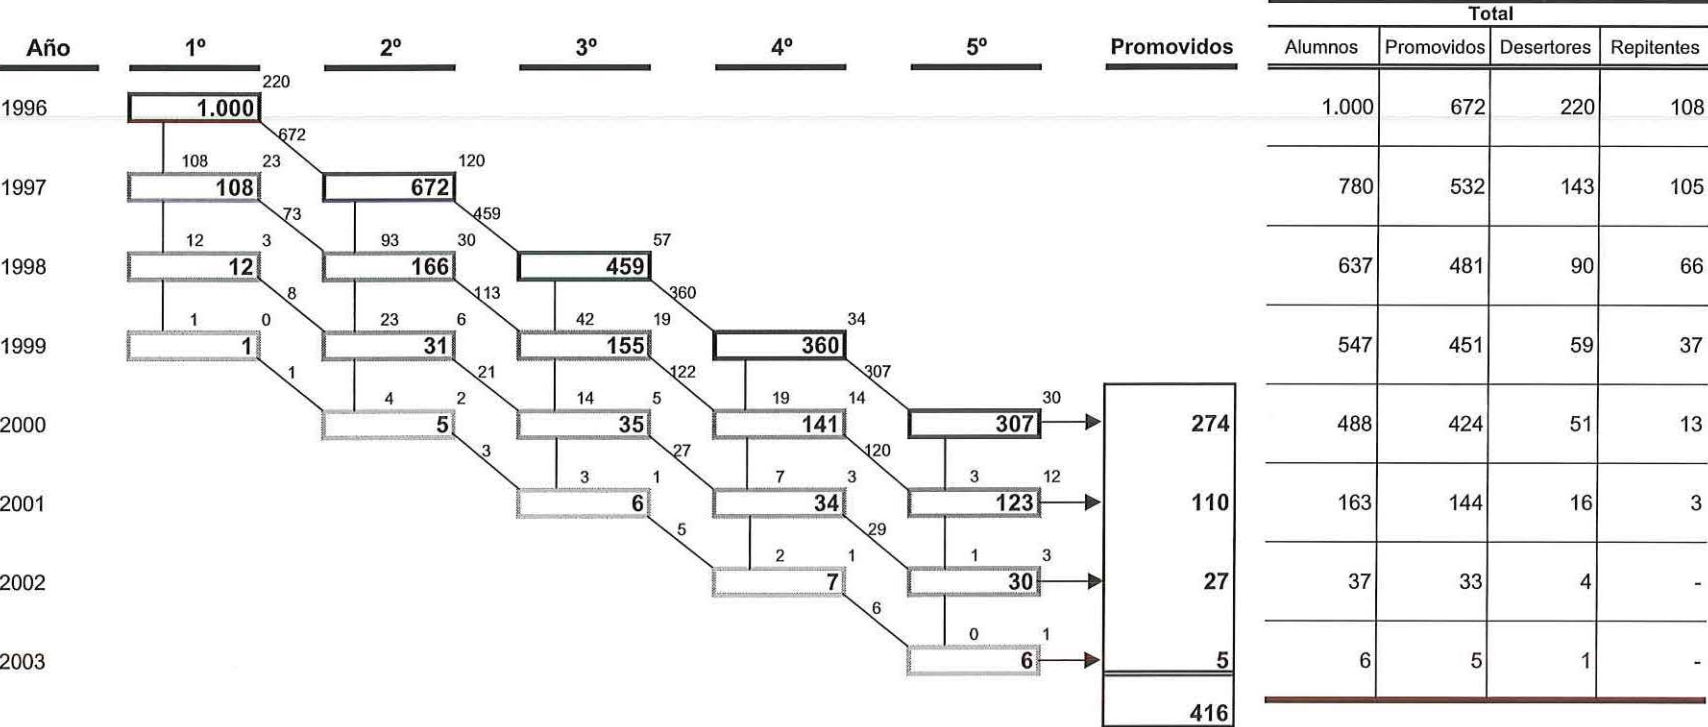 Total
Año 1º 2º 3º 4º 5º Promovidos Alumnos Promovidos Desertores Repitentes
220
1996 1.000 1.000 672 220 108
672
108 23 120
1997 108 672 780 532 143 105
73 459
12 3 93 30 57
1998 12 166 459 637 481 90 66
8 113 360
1 0 23 6 42 19 34
1999 1 31 155 360 547 451 59 37
1 21 122 307
4 2 14 5 19 14 30
2000 5 35 141 307 274 488 424 51 13
3 27 120
3 1 7 3 3 12
2001 6 34 123 110 163 144 16 3
5 29
2 1 1 3
2002 7 30 27 37 33 4 -
6
0 1
2003 6 5 6 5 1 -
416